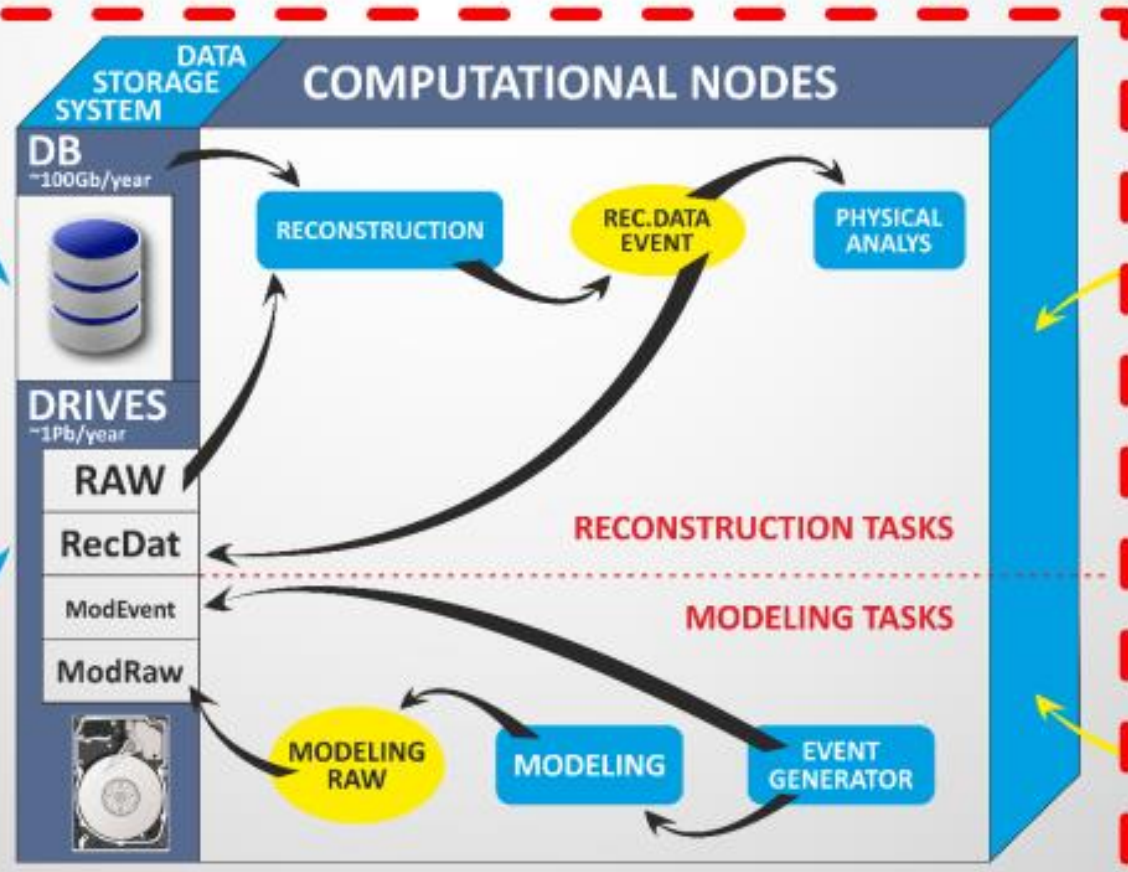 DATA
STORAGE
SYSTEM
COMPUTATIONAL NODES
DB
~100Gb/year
RECONSTRUCTION
REC.DATA
EVENT
PHYSICAL
ANALYS
DRIVES
~1Pb/year
RAW
RecDat
RECONSTRUCTION TASKS
ModEvent
MODELING TASKS
ModRaw
MODELING
RAW
MODELING
EVENT
GENERATOR